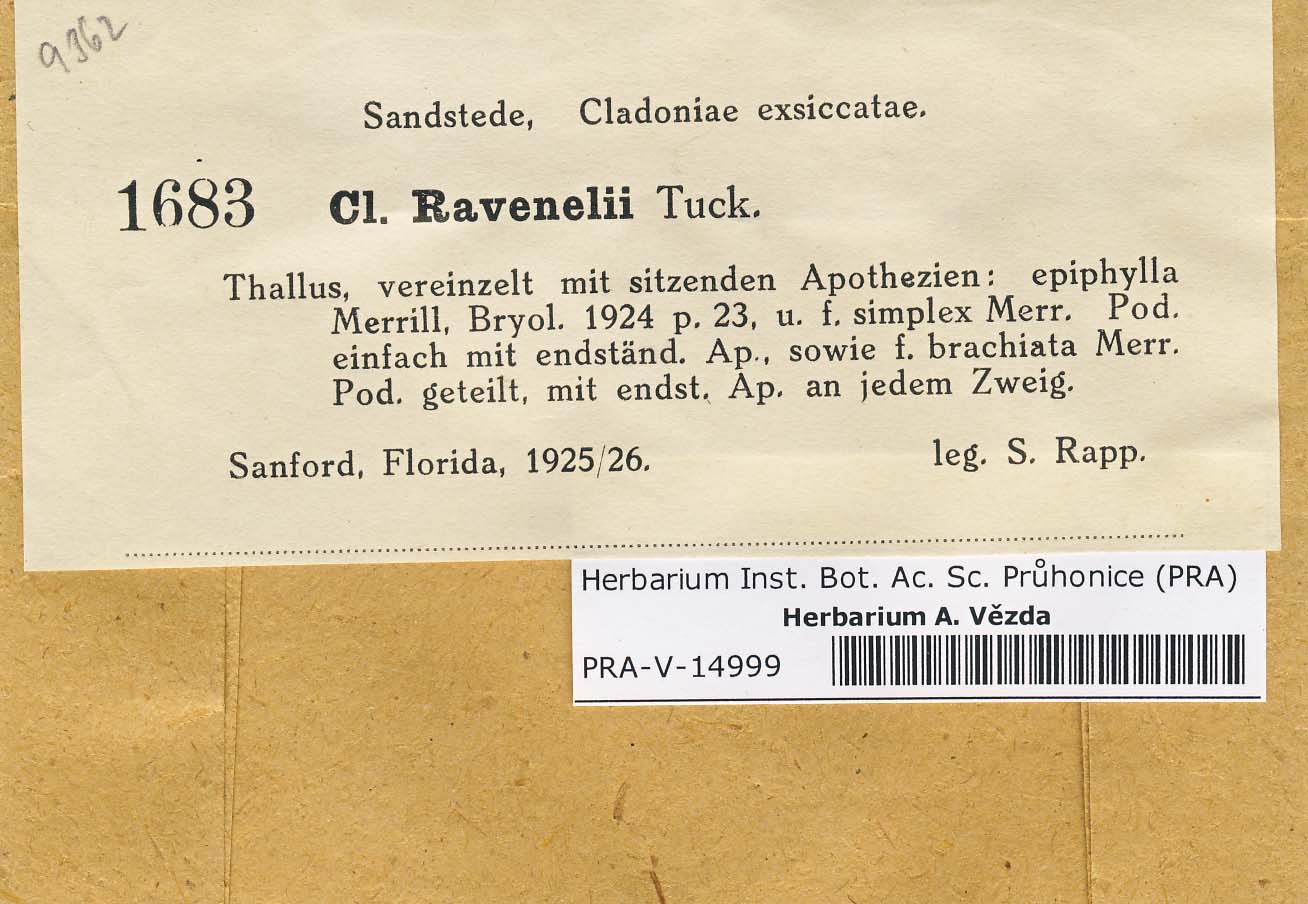 9362
Sandstede, Cladoniae exsiccatae.
1683 Cl. Ravenelii Tuck.
Thallus, vereinzelt mit sitzenden Apothezien: epiphylla
Merrill, Bryol. 1924 p. 23, u. f. simplex Merr. Pod.
einfach mit endständ. Ap., sowie f. brachiata Merr.
Pod. geteilt, mit endst. Ap. an jedem Zweig.
Sanford, Florida, 1925/26. leg. S. Rapp.
Herbarium Inst. Bot. Ac. Sc. Průhonice (PRA)
Herbarium A. Vězda
PRA-V-14999